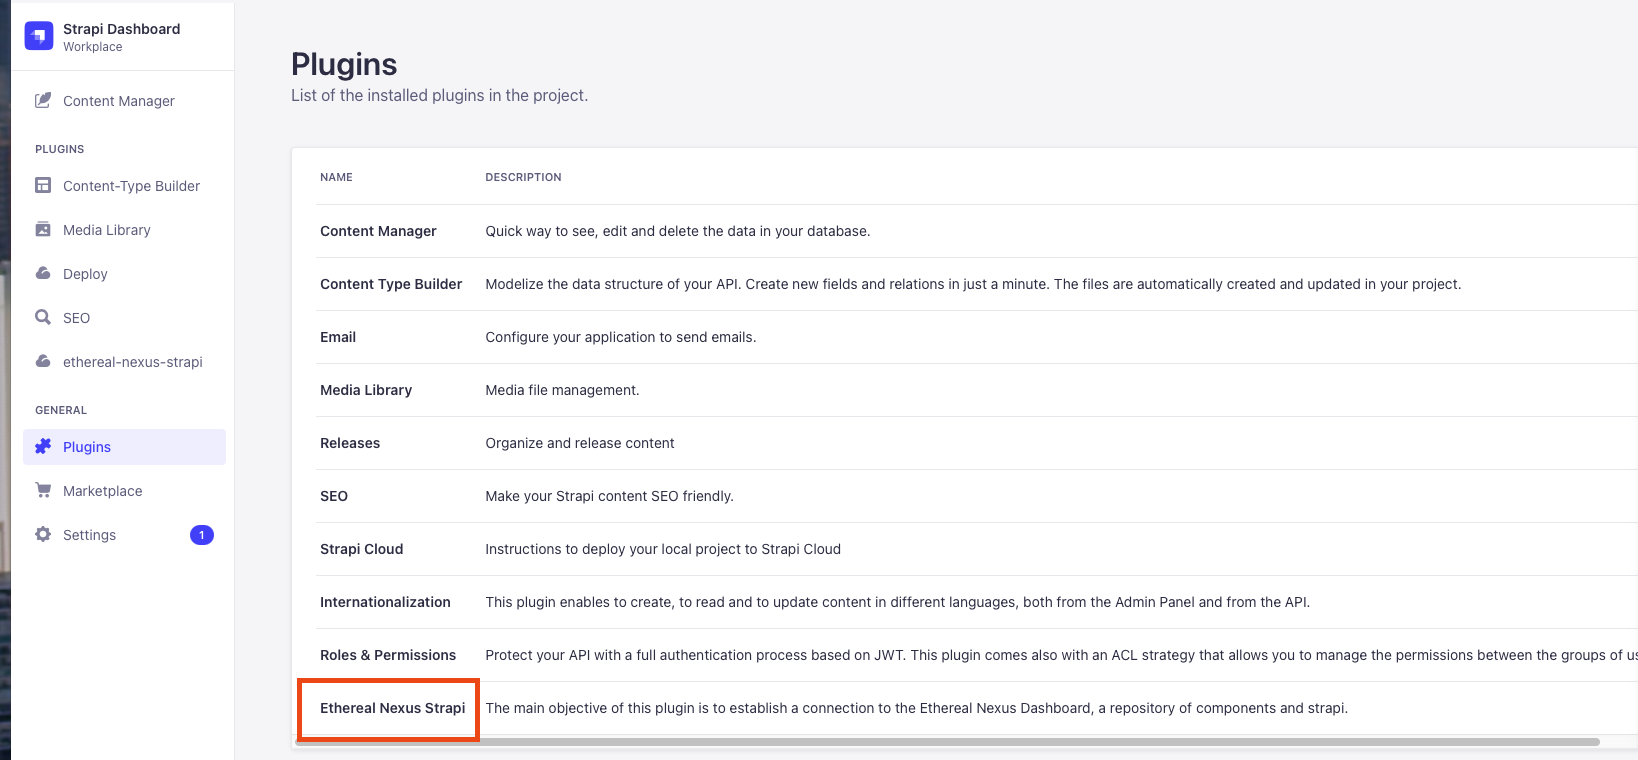 Strapi Dashboard
Workplace
Content Manager
PLUGINS
Content-Type Builder
Media Library
Deploy
SEO
ethereal-nexus-strapi
GENERAL
Plugins
Marketplace
Settings 1
Plugins
List of the installed plugins in the project.
NAME DESCRIPTION
Content Manager Quick way to see, edit and delete the data in your database.
Content Type Builder Modelize the data structure of your API. Create new fields and relations in just a minute. The files are automatically created and updated in your project.
Email Configure your application to send emails.
Media Library Media file management.
Releases Organize and release content
SEO Make your Strapi content SEO friendly.
Strapi Cloud Instructions to deploy your local project to Strapi Cloud
Internationalization This plugin enables to create, to read and to update content in different languages, both from the Admin Panel and from the API.
Roles & Permissions Protect your API with a full authentication process based on JWT. This plugin comes also with an ACL strategy that allows you to manage the permissions between the groups of us
Ethereal Nexus Strapi The main objective of this plugin is to establish a connection to the Ethereal Nexus Dashboard, a repository of components and strapi.